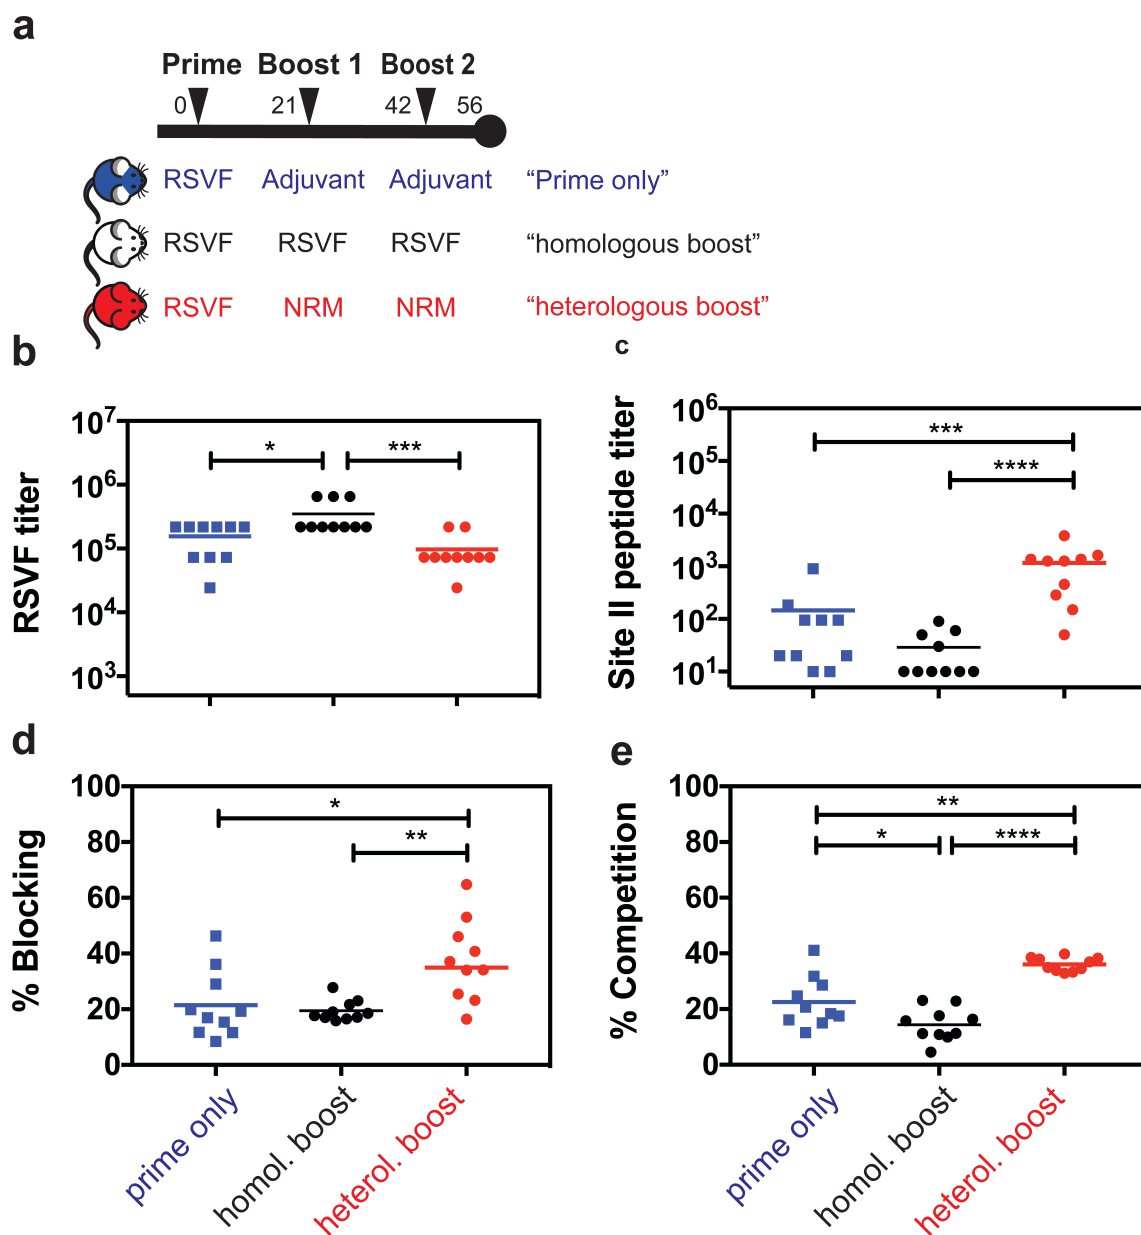 a
Prime Boost 1 Boost 2
0 21 42 56
RSVF Adjuvant Adjuvant “Prime only”
RSVF RSVF RSVF “homologous boost”
RSVF NRM NRM “heterologous boost”
b
RSVF titer
10⁷
10⁶
10⁵
10⁴
10³
* ***
c
Site II peptide titer
10⁶
10⁵
10⁴
10³
10²
10¹
***
****
d
% Blocking
100
80
60
40
20
0
*
**
prime only
homol. boost
heterol. boost
e
% Competition
100
80
60
40
20
0
**
* ****
prime only
homol. boost
heterol. boost